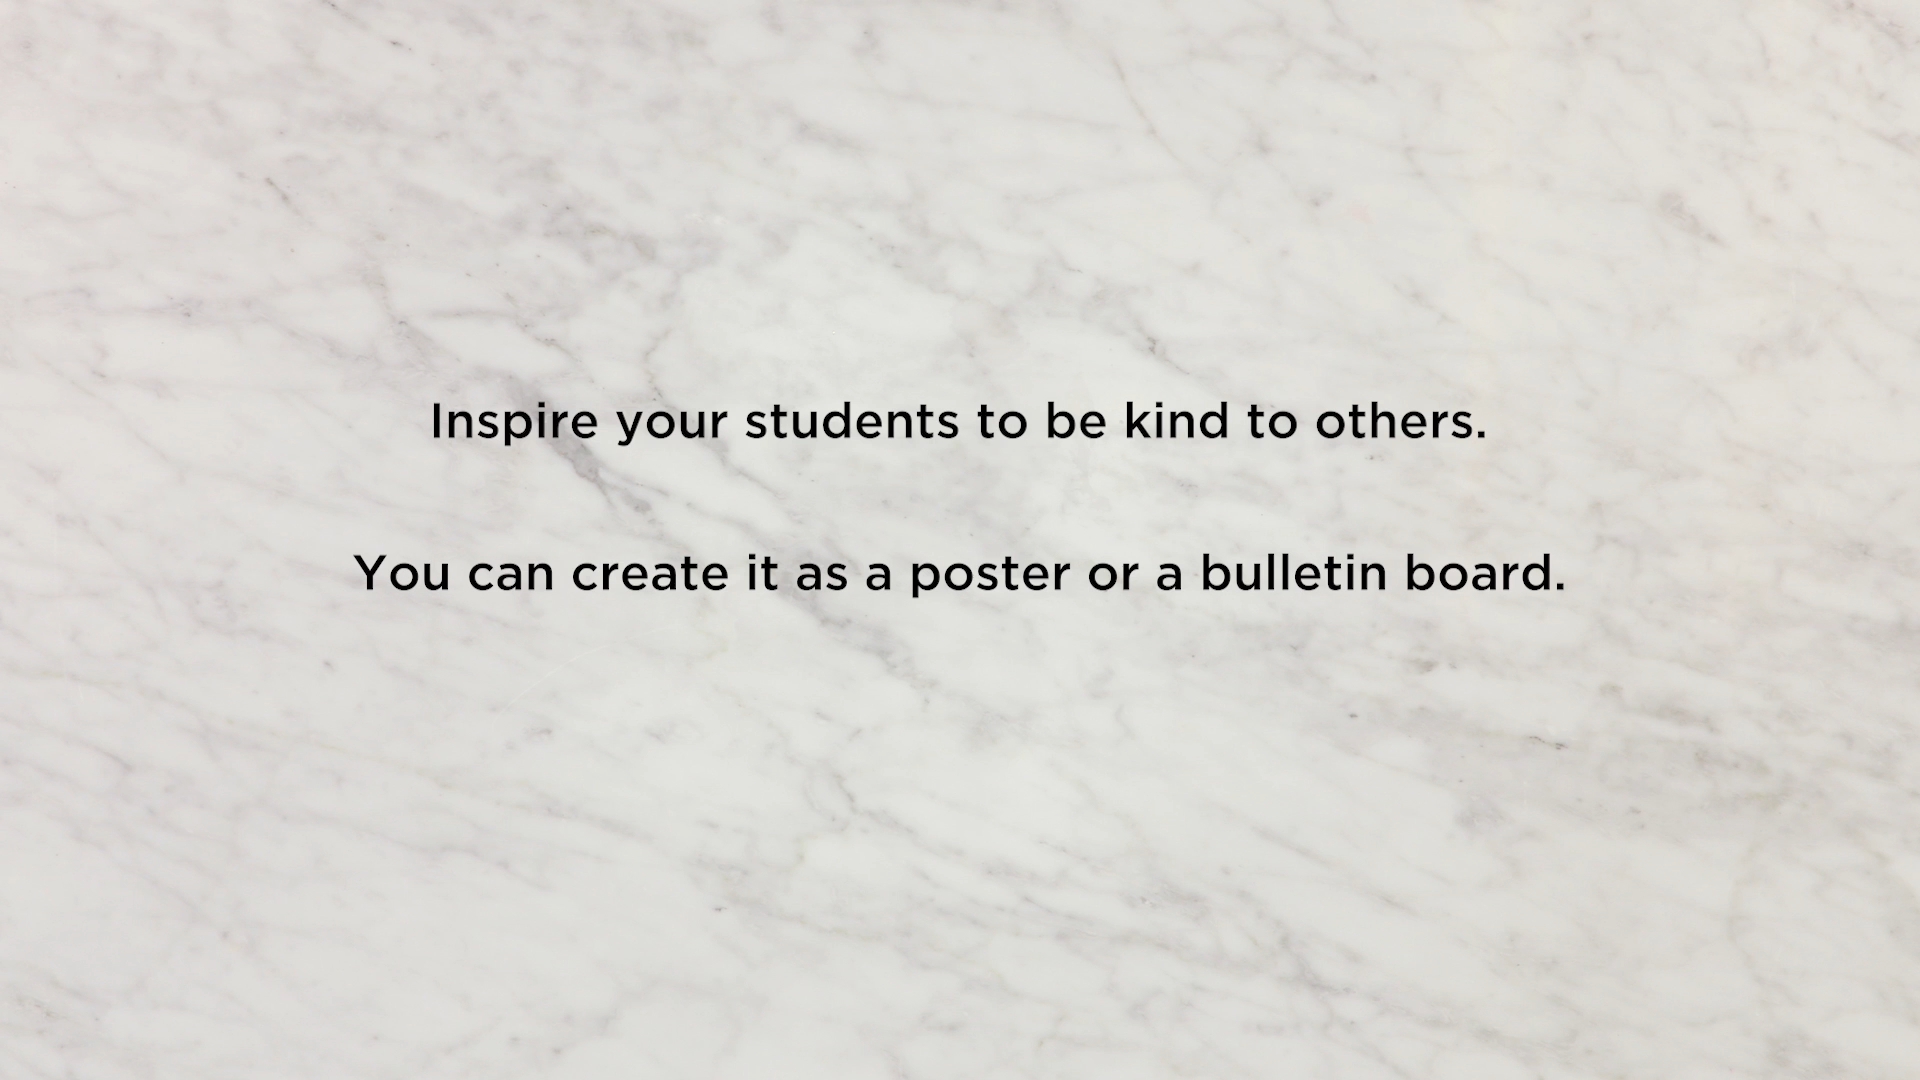 Inspire your students to be kind to others.
You can create it as a poster or a bulletin board.